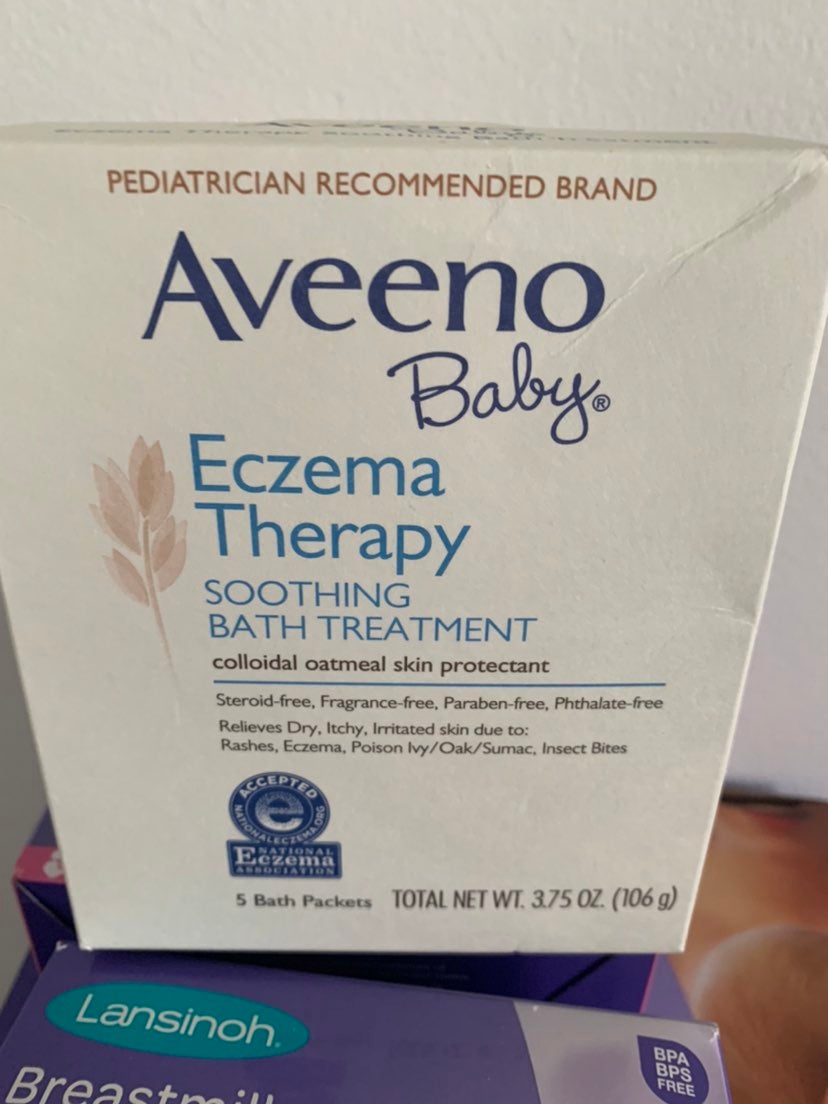 PEDIATRICIAN RECOMMENDED BRAND
Aveeno
Baby®
Eczema
Therapy
SOOTHING
BATH TREATMENT
colloidal oatmeal skin protectant
Steroid-free, Fragrance-free, Paraben-free, Phthalate-free
Relieves Dry, Itchy, Irritated skin due to:
Rashes, Eczema, Poison Ivy/Oak/Sumac, Insect Bites
ACCEPTED
NATIONALECZEMA.ORG
NATIONAL
Eczema
ASSOCIATION
5 Bath Packets TOTAL NET WT. 3.75 OZ. (106 g)
Lansinoh
BPA
BPS
FREE